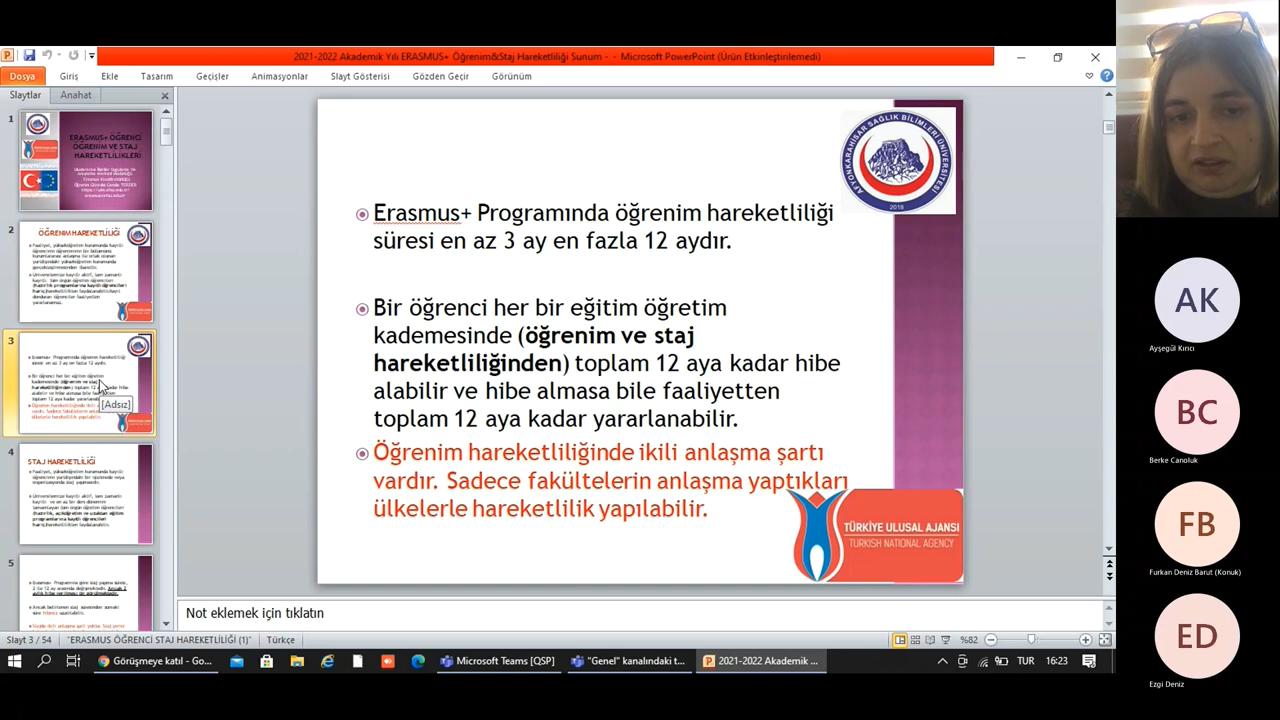 2021-2022 Akademik Yılı ERASMUS+ Öğrenim&Staj Hareketliliği Sunum - - Microsoft PowerPoint (Ürün Etkinleştirilemedi)
Dosya Giriş Ekle Tasarım Geçişler Animasyonlar Slayt Gösterisi Gözden Geçir Görünüm
Slaytlar Anahat
1
ERASMUS+ ÖĞRENCİ
ÖĞRENİM VE STAJ
HAREKETLİLİKLERİ
2
ÖĞRENİM HAREKETLİLİĞİ
3
[Adsız]
4
STAJ HAREKETLİLİĞİ
5
AFYONKARAHİSAR SAĞLIK BİLİMLERİ ÜNİVERSİTESİ
2018
Erasmus+ Programında öğrenim hareketliliği
süresi en az 3 ay en fazla 12 aydır.
Bir öğrenci her bir eğitim öğretim
kademesinde (öğrenim ve staj
hareketliliğinden) toplam 12 aya kadar hibe
alabilir ve hibe almasa bile faaliyetten
toplam 12 aya kadar yararlanabilir.
Öğrenim hareketliliğinde ikili anlaşma şartı
vardır. Sadece fakültelerin anlaşma yaptıkları
ülkelerle hareketlilik yapılabilir.
TÜRKİYE ULUSAL AJANSI
TURKISH NATIONAL AGENCY
Not eklemek için tıklatın
Slayt 3 / 54 "ERASMUS ÖĞRENCİ STAJ HAREKETLİLİĞİ (1)" Türkçe %82
Görüşmeye katıl - Go... Microsoft Teams [QSP] "Genel" kanalındaki t... 2021-2022 Akademik ... TUR 16:23
AK
Ayşegül Kırıcı
BC
Berke Canoluk
FB
Furkan Deniz Barut (Konuk)
ED
Ezgi Deniz